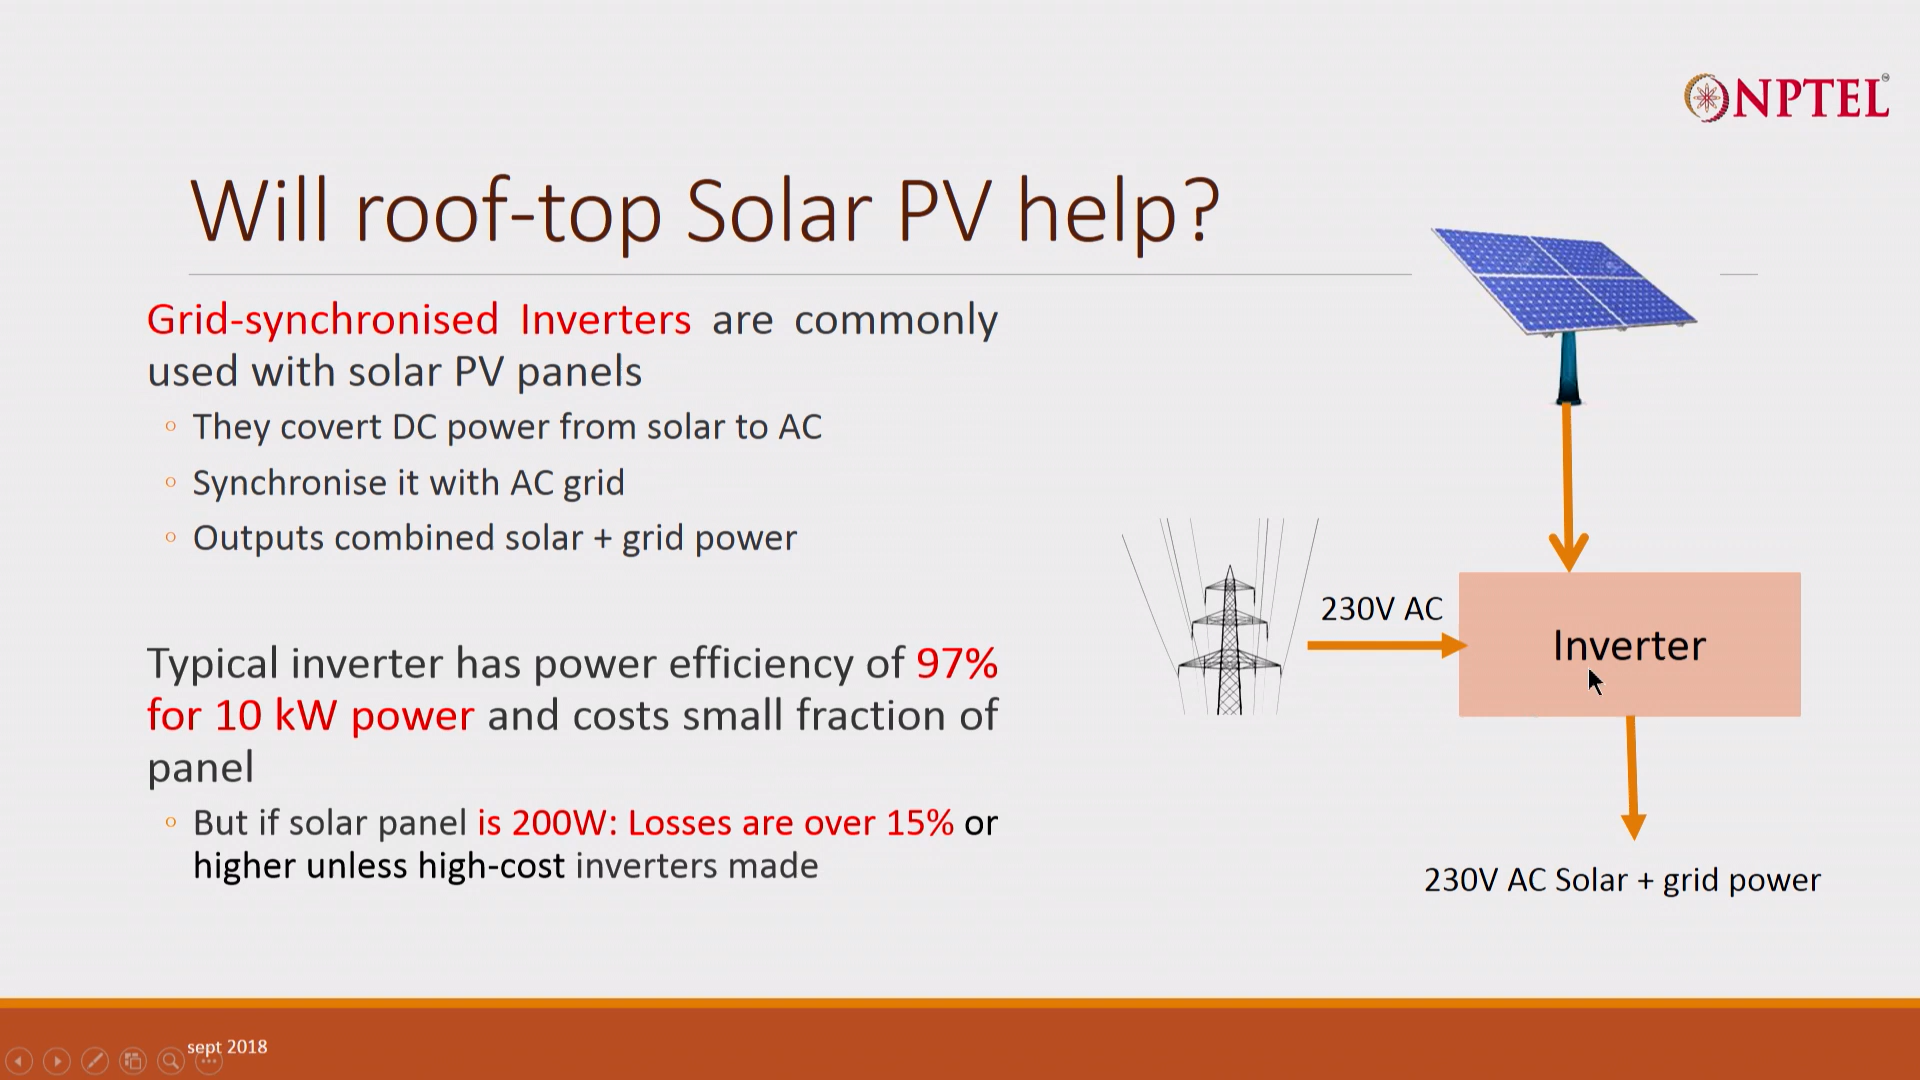 NPTEL
Will roof-top Solar PV help?
Grid-synchronised Inverters are commonly
used with solar PV panels
They covert DC power from solar to AC
Synchronise it with AC grid
Outputs combined solar + grid power
Typical inverter has power efficiency of 97%
for 10 kW power and costs small fraction of
panel
But if solar panel is 200W: Losses are over 15% or
higher unless high-cost inverters made
230V AC
Inverter
230V AC Solar + grid power
sept 2018